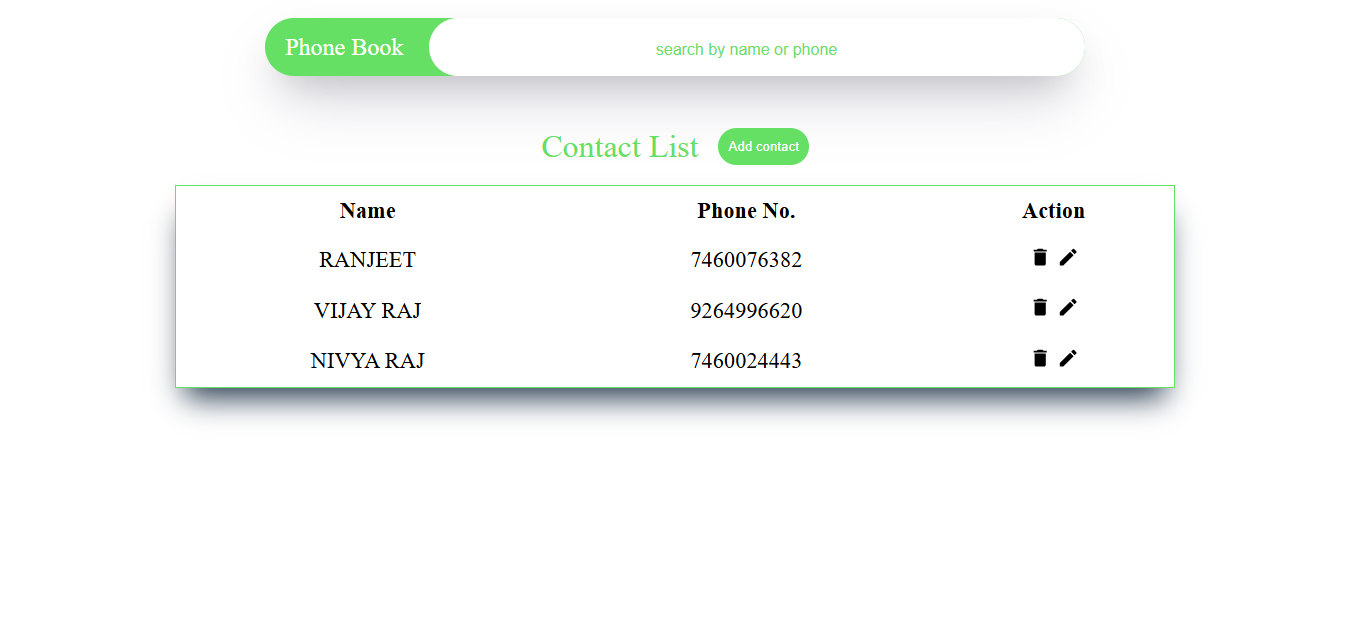 Phone Book search by name or phone
Contact List Add contact
Name Phone No. Action
RANJEET 7460076382
VIJAY RAJ 9264996620
NIVYA RAJ 7460024443